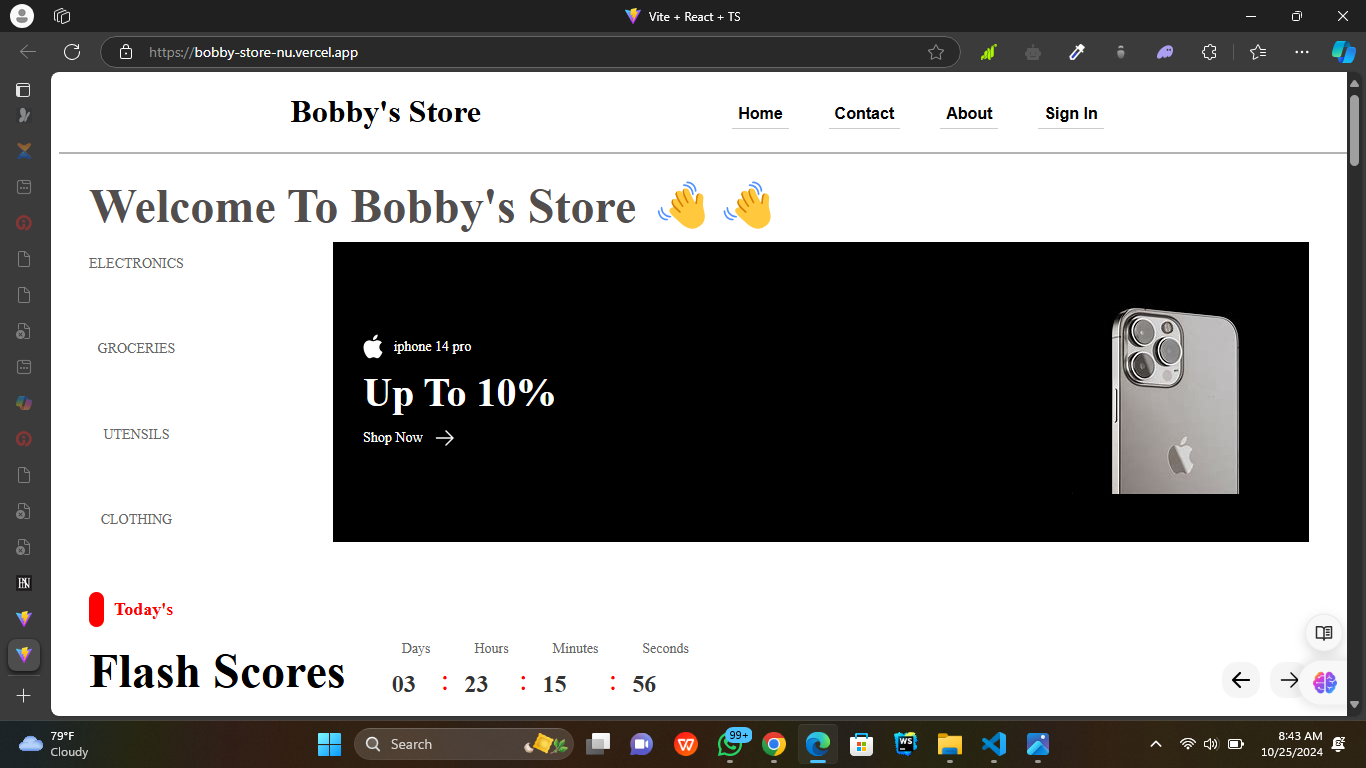 Vite + React + TS
https://bobby-store-nu.vercel.app
Bobby's Store
Home Contact About Sign In
Welcome To Bobby's Store 👋 👋
ELECTRONICS
GROCERIES
UTENSILS
CLOTHING
iphone 14 pro
Up To 10%
Shop Now
Today's
Flash Scores
Days Hours Minutes Seconds
03 : 23 : 15 : 56
HN
79°F
Cloudy
Search
W
99+
WS
8:43 AM
10/25/2024